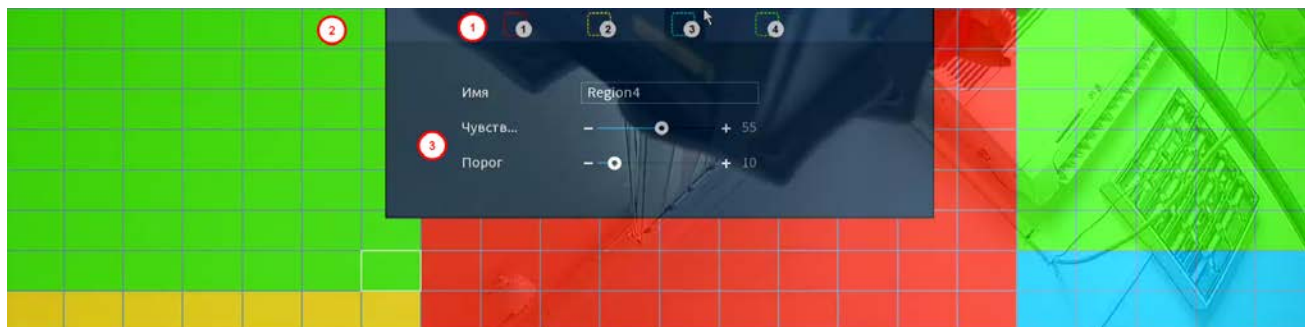 2 1 1 2 3 4
Имя Region4
Чувств... - + 55
3
Порог - + 10